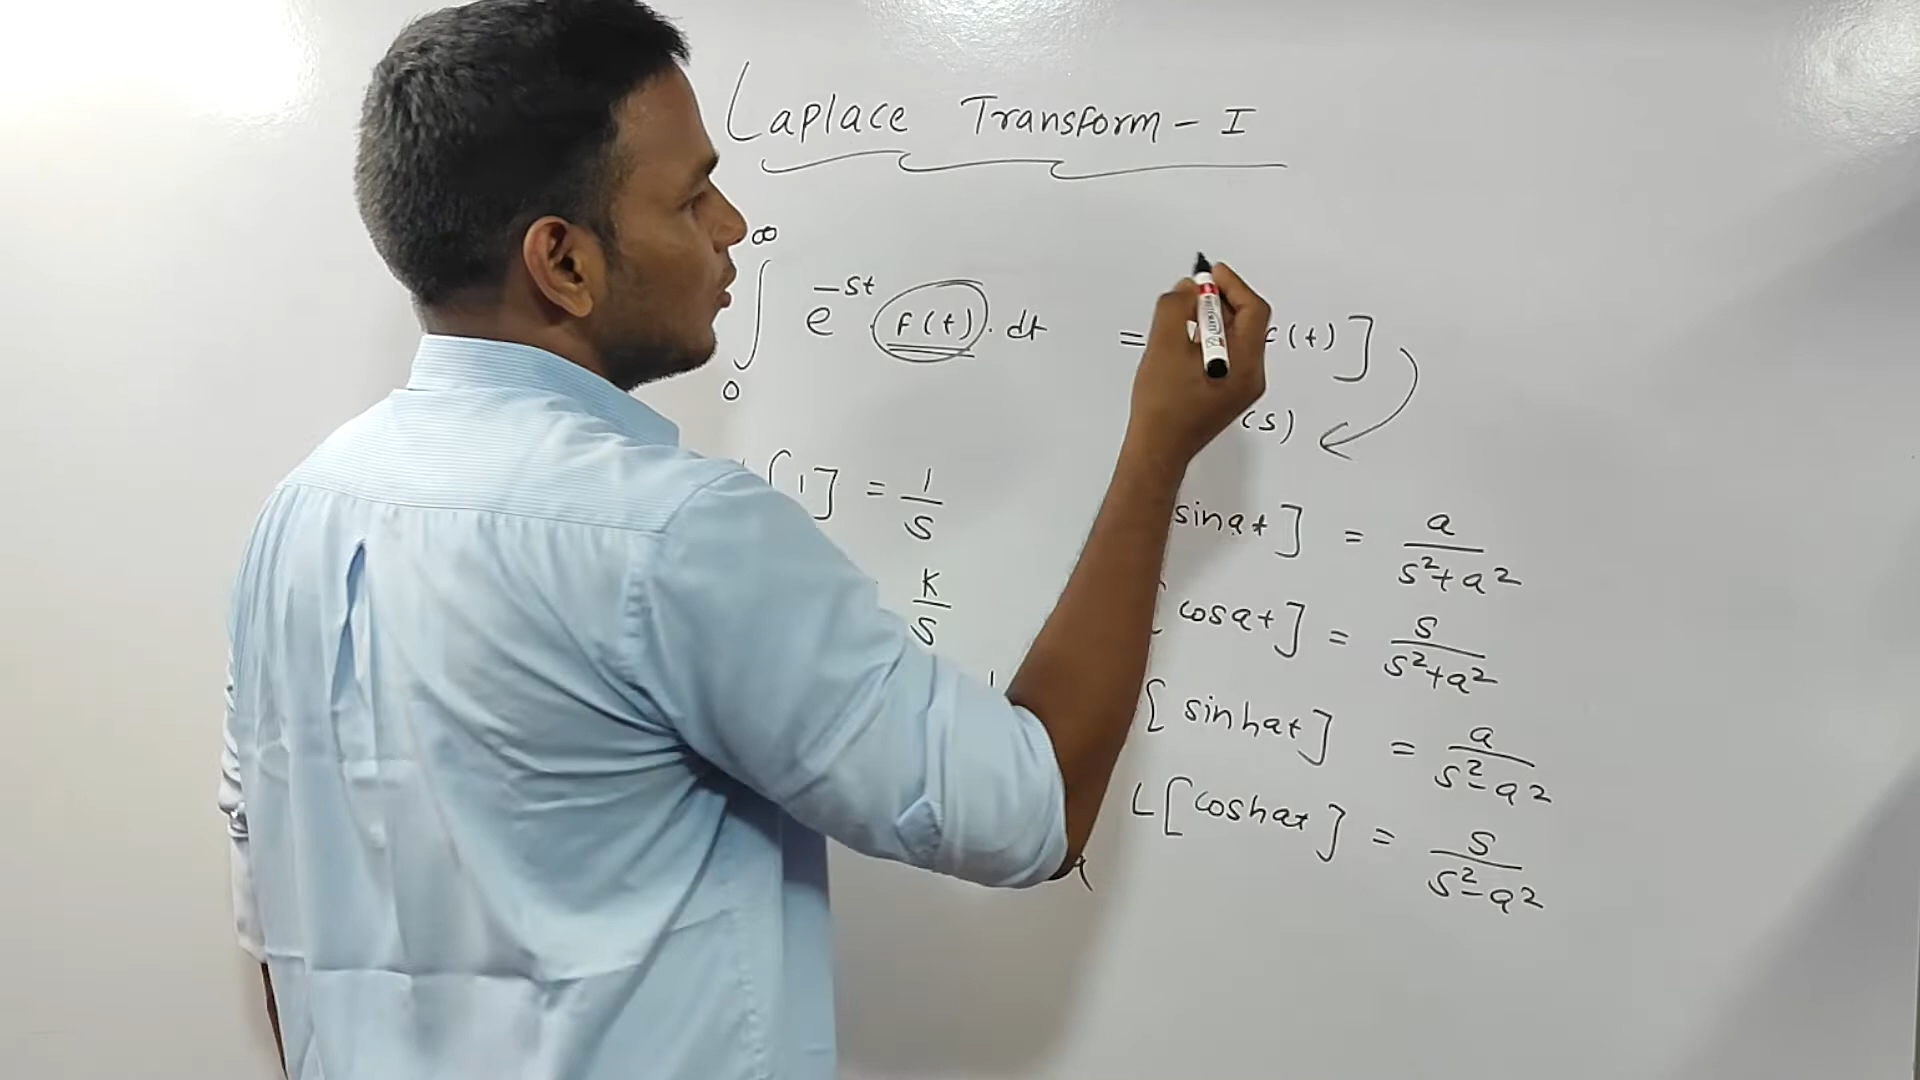 Laplace Transform - I
∫₀^∞ e^-st . f(t) . dt = (t)]
(s)
[1] = 1/s
K/s
sinat] = a/(s²+a²)
[cosat] = s/(s²+a²)
[sinhat] = a/(s²-a²)
L[coshat] = s/(s²-a²)